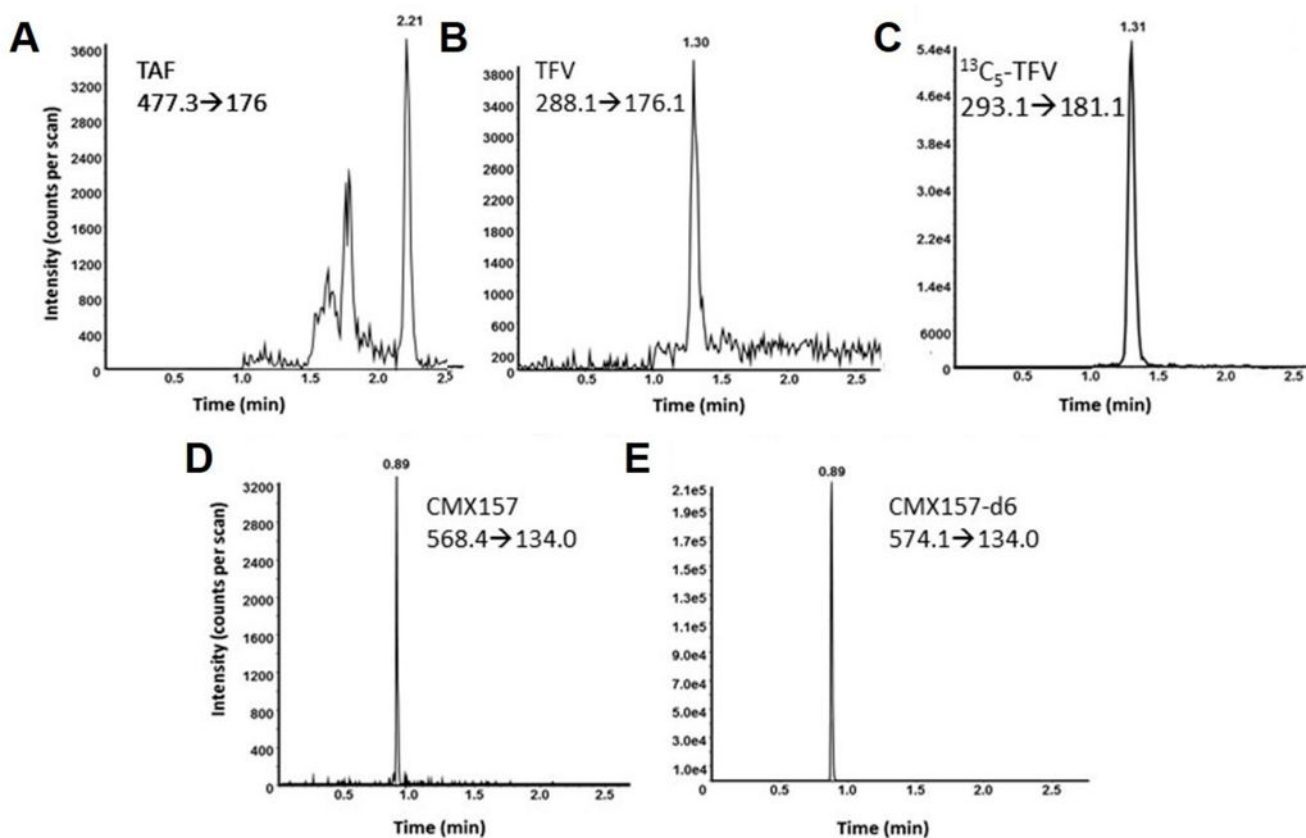 A
2.21
TAF
477.3→176
Intensity (counts per scan)
3600
3200
2800
2400
2000
1600
1200
800
400
0
0.5 1.0 1.5 2.0 2.5
Time (min)
B
1.30
TFV
288.1→176.1
3800
3400
3000
2600
2200
1800
1400
1000
600
200
0
0.5 1.0 1.5 2.0 2.5
Time (min)
C
1.31
¹³C₅-TFV
293.1→181.1
5.4e4
4.6e4
3.8e4
3.0e4
2.2e4
1.4e4
6000
0
0.5 1.0 1.5 2.0 2.5
Time (min)
D
0.89
CMX157
568.4→134.0
Intensity (counts per scan)
3200
2800
2400
2000
1600
1200
800
400
0
0.5 1.0 1.5 2.0 2.5
Time (min)
E
0.89
CMX157-d6
574.1→134.0
2.1e5
1.9e5
1.7e5
1.5e5
1.3e5
1.1e5
9.0e4
7.0e4
5.0e4
3.0e4
1.0e4
0
0.5 1.0 1.5 2.0 2.5
Time (min)